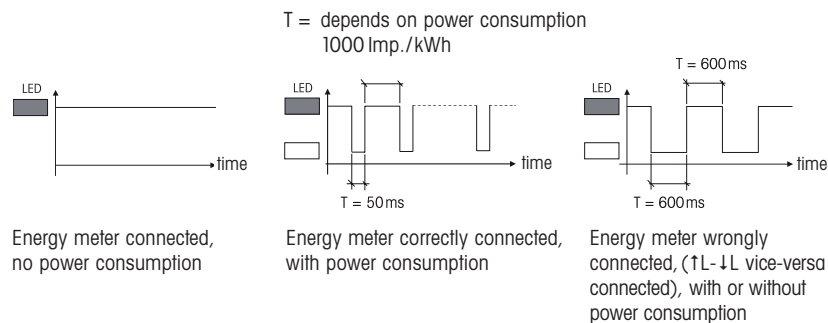 T = depends on power consumption
1000 Imp./kWh
LED
time
Energy meter connected,
no power consumption
LED
time
T = 50 ms
Energy meter correctly connected,
with power consumption
T = 600 ms
LED
time
T = 600 ms
Energy meter wrongly
connected, (↑L-↓L vice-versa
connected), with or without
power consumption